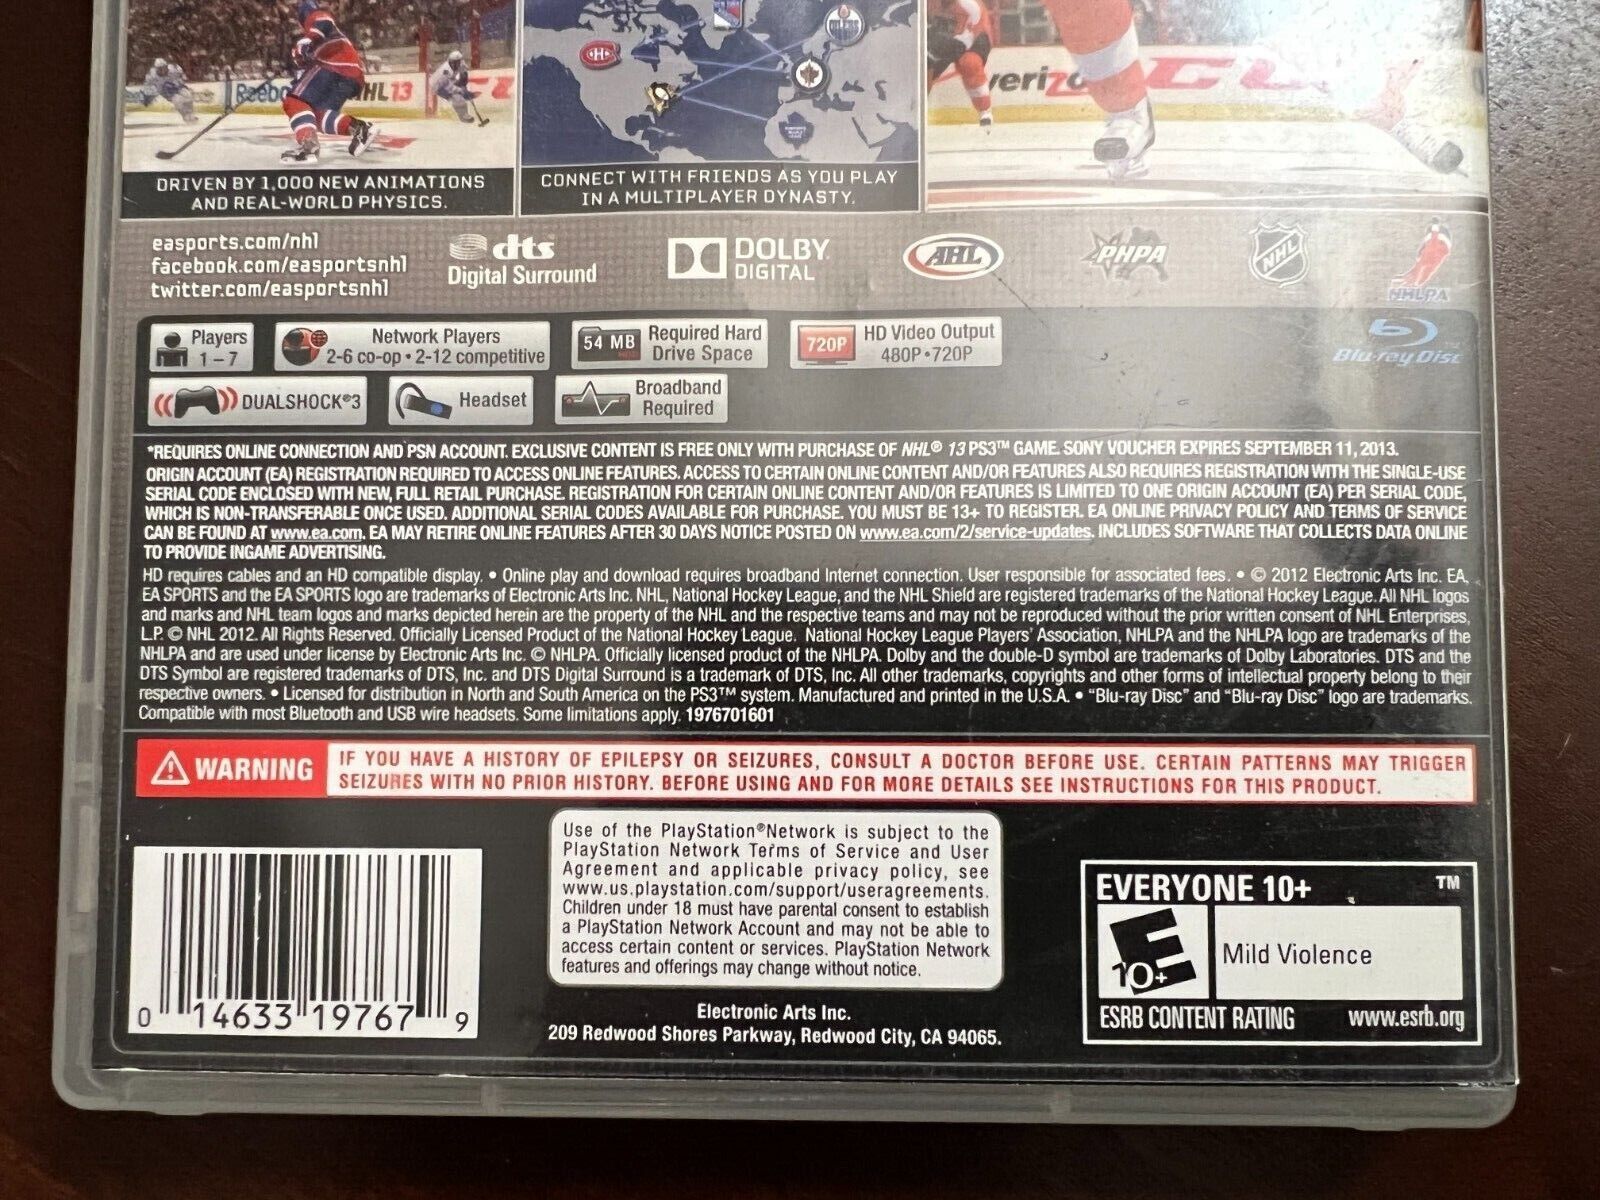 Reebo NHL13
OILERS
verizo
DRIVEN BY 1,000 NEW ANIMATIONS
AND REAL-WORLD PHYSICS.
CONNECT WITH FRIENDS AS YOU PLAY
IN A MULTIPLAYER DYNASTY.
easports.com/nhl
facebook.com/easportsnhl
twitter.com/easportsnhl
dts
Digital Surround
DOLBY
DIGITAL
AHL
PHPA
NHL
NHLPA
Players
1 – 7
Network Players
2-6 co-op • 2-12 competitive
54 MB
Required Hard
Drive Space
720P
HD Video Output
480P • 720P
Blu-ray Disc
DUALSHOCK®3
Headset
Broadband
Required
*REQUIRES ONLINE CONNECTION AND PSN ACCOUNT. EXCLUSIVE CONTENT IS FREE ONLY WITH PURCHASE OF NHL® 13 PS3™ GAME. SONY VOUCHER EXPIRES SEPTEMBER 11, 2013.
ORIGIN ACCOUNT (EA) REGISTRATION REQUIRED TO ACCESS ONLINE FEATURES. ACCESS TO CERTAIN ONLINE CONTENT AND/OR FEATURES ALSO REQUIRES REGISTRATION WITH THE SINGLE-USE
SERIAL CODE ENCLOSED WITH NEW, FULL RETAIL PURCHASE. REGISTRATION FOR CERTAIN ONLINE CONTENT AND/OR FEATURES IS LIMITED TO ONE ORIGIN ACCOUNT (EA) PER SERIAL CODE,
WHICH IS NON-TRANSFERABLE ONCE USED. ADDITIONAL SERIAL CODES AVAILABLE FOR PURCHASE. YOU MUST BE 13+ TO REGISTER. EA ONLINE PRIVACY POLICY AND TERMS OF SERVICE
CAN BE FOUND AT www.ea.com. EA MAY RETIRE ONLINE FEATURES AFTER 30 DAYS NOTICE POSTED ON www.ea.com/2/service-updates. INCLUDES SOFTWARE THAT COLLECTS DATA ONLINE
TO PROVIDE INGAME ADVERTISING.
HD requires cables and an HD compatible display. • Online play and download requires broadband Internet connection. User responsible for associated fees. • © 2012 Electronic Arts Inc. EA,
EA SPORTS and the EA SPORTS logo are trademarks of Electronic Arts Inc. NHL, National Hockey League, and the NHL Shield are registered trademarks of the National Hockey League. All NHL logos
and marks and NHL team logos and marks depicted herein are the property of the NHL and the respective teams and may not be reproduced without the prior written consent of NHL Enterprises,
L.P. © NHL 2012. All Rights Reserved. Officially Licensed Product of the National Hockey League. National Hockey League Players' Association, NHLPA and the NHLPA logo are trademarks of the
NHLPA and are used under license by Electronic Arts Inc. © NHLPA. Officially licensed product of the NHLPA. Dolby and the double-D symbol are trademarks of Dolby Laboratories. DTS and the
DTS Symbol are registered trademarks of DTS, Inc. and DTS Digital Surround is a trademark of DTS, Inc. All other trademarks, copyrights and other forms of intellectual property belong to their
respective owners. • Licensed for distribution in North and South America on the PS3™ system. Manufactured and printed in the U.S.A. • "Blu-ray Disc" and "Blu-ray Disc" logo are trademarks.
Compatible with most Bluetooth and USB wire headsets. Some limitations apply. 1976701601
WARNING
IF YOU HAVE A HISTORY OF EPILEPSY OR SEIZURES, CONSULT A DOCTOR BEFORE USE. CERTAIN PATTERNS MAY TRIGGER
SEIZURES WITH NO PRIOR HISTORY. BEFORE USING AND FOR MORE DETAILS SEE INSTRUCTIONS FOR THIS PRODUCT.
0 14633 19767 9
Use of the PlayStation®Network is subject to the
PlayStation Network Terms of Service and User
Agreement and applicable privacy policy, see
www.us.playstation.com/support/useragreements.
Children under 18 must have parental consent to establish
a PlayStation Network Account and may not be able to
access certain content or services. PlayStation Network
features and offerings may change without notice.
Electronic Arts Inc.
209 Redwood Shores Parkway, Redwood City, CA 94065.
EVERYONE 10+ ™
E
10+
Mild Violence
ESRB CONTENT RATING www.esrb.org